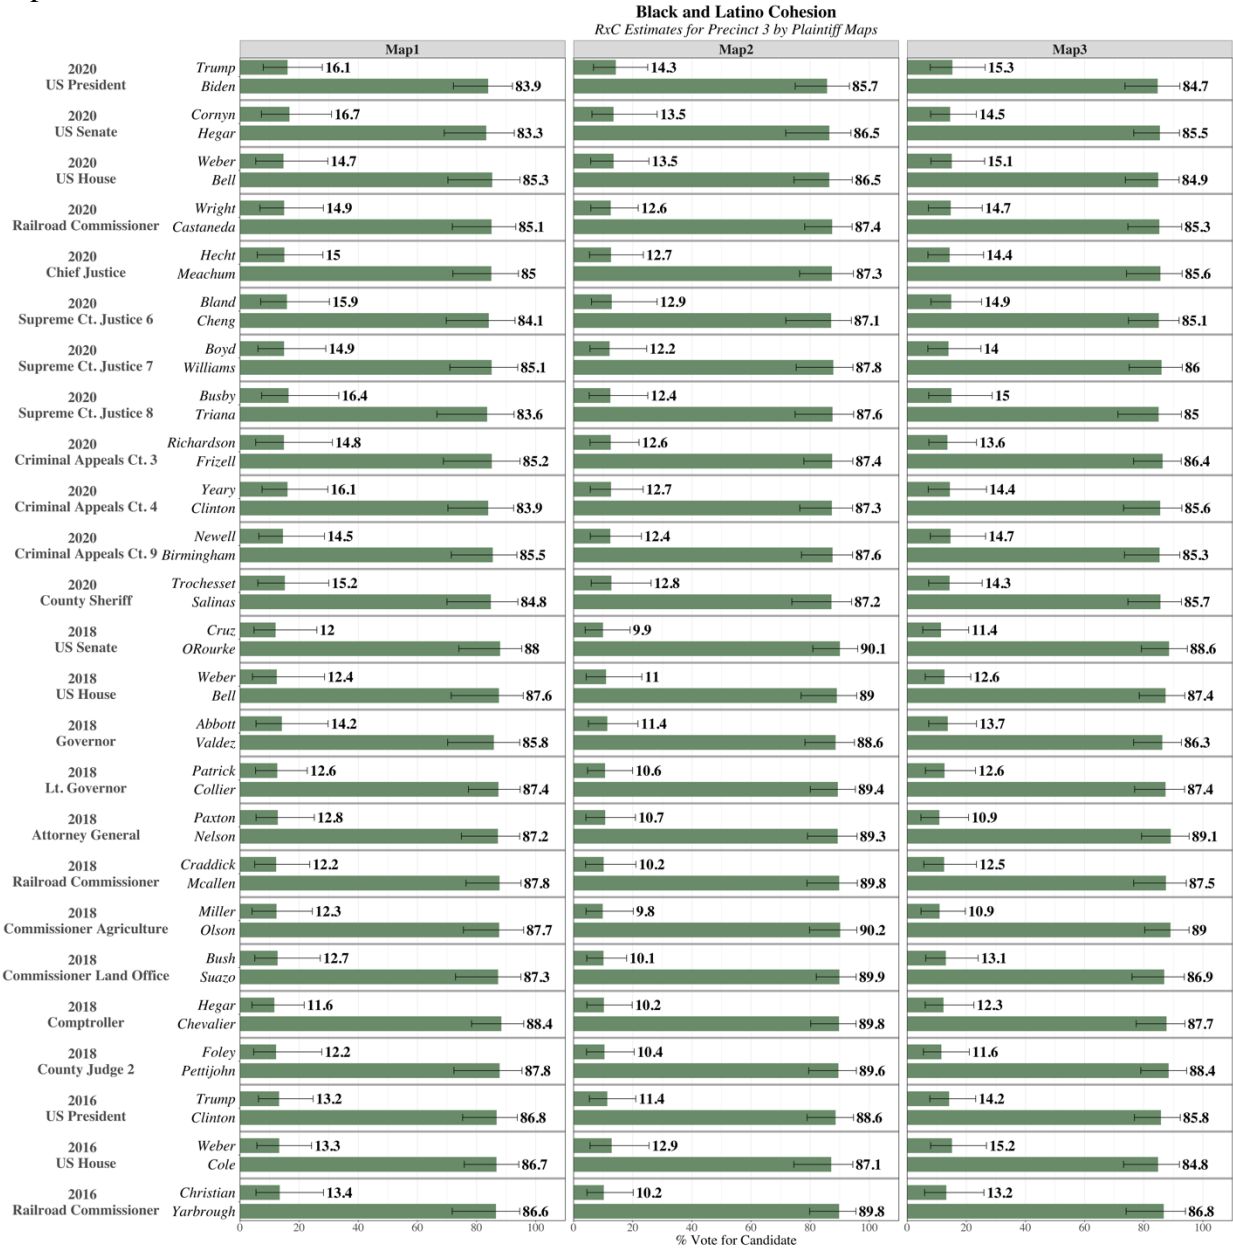 Black and Latino Cohesion
RxC Estimates for Precinct 3 by Plaintiff Maps
Map1 Map2 Map3
2020 Trump 16.1 14.3 15.3
US President Biden 83.9 85.7 84.7
2020 Cornyn 16.7 13.5 14.5
US Senate Hegar 83.3 86.5 85.5
2020 Weber 14.7 13.5 15.1
US House Bell 85.3 86.5 84.9
2020 Wright 14.9 12.6 14.7
Railroad Commissioner Castaneda 85.1 87.4 85.3
2020 Hecht 15 12.7 14.4
Chief Justice Meachum 85 87.3 85.6
2020 Bland 15.9 12.9 14.9
Supreme Ct. Justice 6 Cheng 84.1 87.1 85.1
2020 Boyd 14.9 12.2 14
Supreme Ct. Justice 7 Williams 85.1 87.8 86
2020 Busby 16.4 12.4 15
Supreme Ct. Justice 8 Triana 83.6 87.6 85
2020 Richardson 14.8 12.6 13.6
Criminal Appeals Ct. 3 Frizell 85.2 87.4 86.4
2020 Yeary 16.1 12.7 14.4
Criminal Appeals Ct. 4 Clinton 83.9 87.3 85.6
2020 Newell 14.5 12.4 14.7
Criminal Appeals Ct. 9 Birmingham 85.5 87.6 85.3
2020 Trochesset 15.2 12.8 14.3
County Sheriff Salinas 84.8 87.2 85.7
2018 Cruz 12 9.9 11.4
US Senate ORourke 88 90.1 88.6
2018 Weber 12.4 11 12.6
US House Bell 87.6 89 87.4
2018 Abbott 14.2 11.4 13.7
Governor Valdez 85.8 88.6 86.3
2018 Patrick 12.6 10.6 12.6
Lt. Governor Collier 87.4 89.4 87.4
2018 Paxton 12.8 10.7 10.9
Attorney General Nelson 87.2 89.3 89.1
2018 Craddick 12.2 10.2 12.5
Railroad Commissioner Mcallen 87.8 89.8 87.5
2018 Miller 12.3 9.8 10.9
Commissioner Agriculture Olson 87.7 90.2 89
2018 Bush 12.7 10.1 13.1
Commissioner Land Office Suazo 87.3 89.9 86.9
2018 Hegar 11.6 10.2 12.3
Comptroller Chevalier 88.4 89.8 87.7
2018 Foley 12.2 10.4 11.6
County Judge 2 Pettijohn 87.8 89.6 88.4
2016 Trump 13.2 11.4 14.2
US President Clinton 86.8 88.6 85.8
2016 Weber 13.3 12.9 15.2
US House Cole 86.7 87.1 84.8
2016 Christian 13.4 10.2 13.2
Railroad Commissioner Yarbrough 86.6 89.8 86.8
0 20 40 60 80 100 0 20 40 60 80 100 0 20 40 60 80 100
% Vote for Candidate